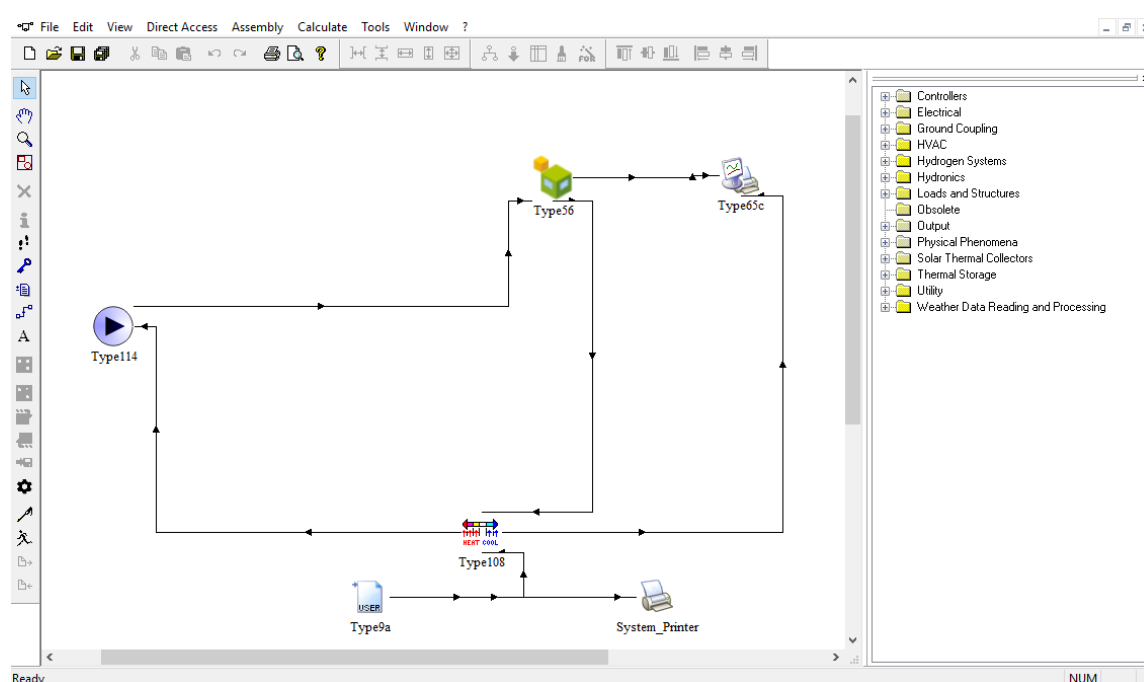 File Edit View Direct Access Assembly Calculate Tools Window ?
FOR
Controllers
Electrical
Ground Coupling
HVAC
Hydrogen Systems
Hydronics
Loads and Structures
Obsolete
Output
Physical Phenomena
Solar Thermal Collectors
Thermal Storage
Utility
Weather Data Reading and Processing
A
Type56
Type65c
Type114
HEAT COOL
Type108
USER
Type9a
System_Printer
Ready
NUM